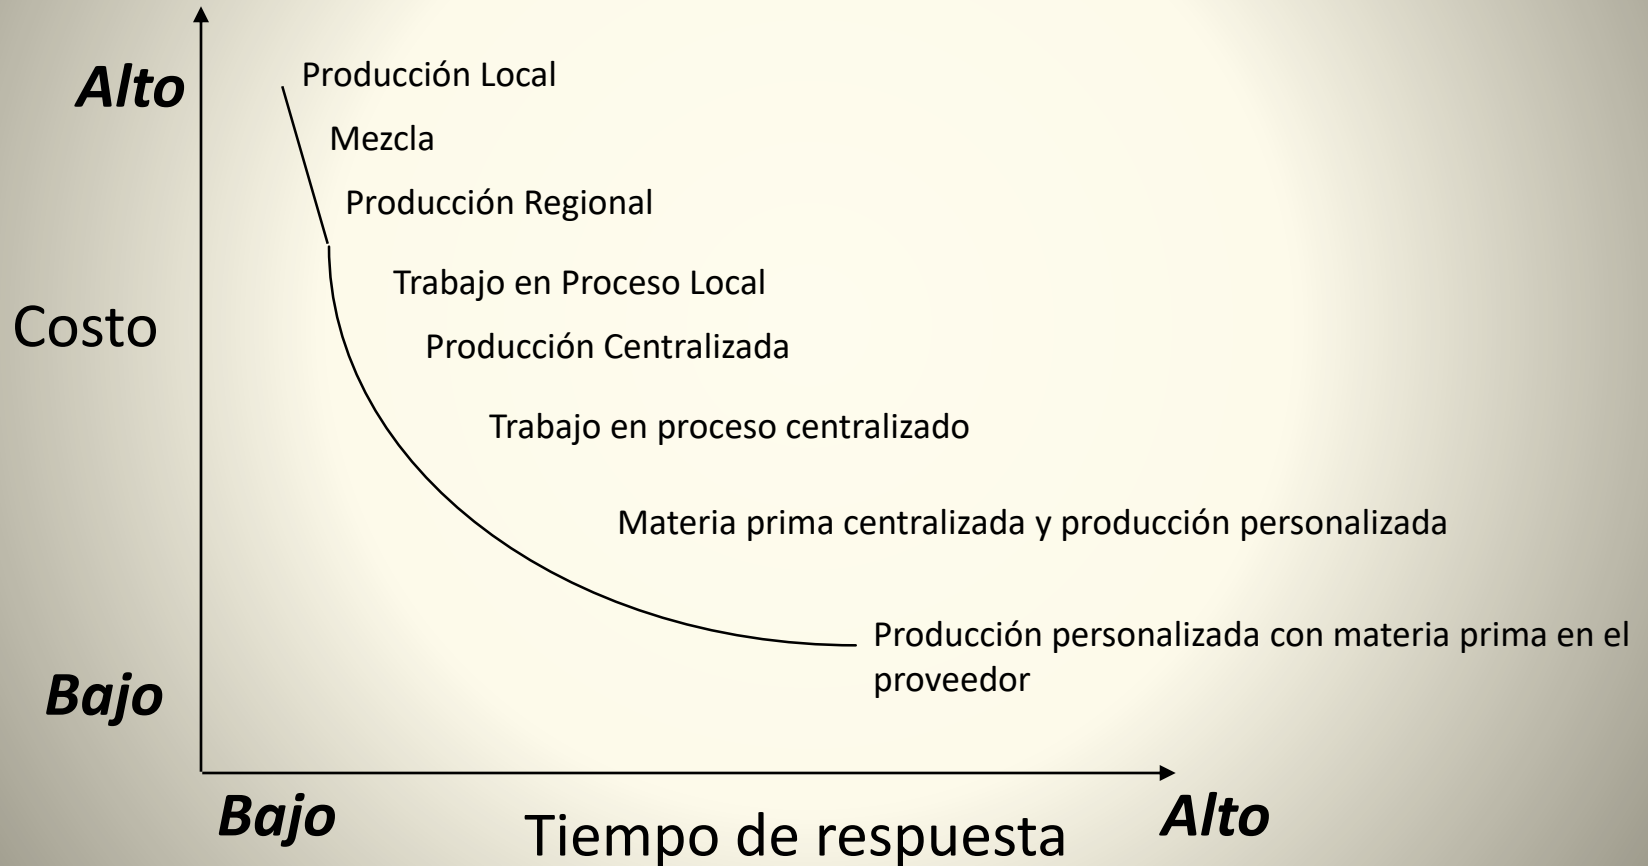 Alto
Producción Local
Mezcla
Producción Regional
Trabajo en Proceso Local
Costo
Producción Centralizada
Trabajo en proceso centralizado
Materia prima centralizada y producción personalizada
Producción personalizada con materia prima en el
proveedor
Bajo
Bajo
Tiempo de respuesta
Alto